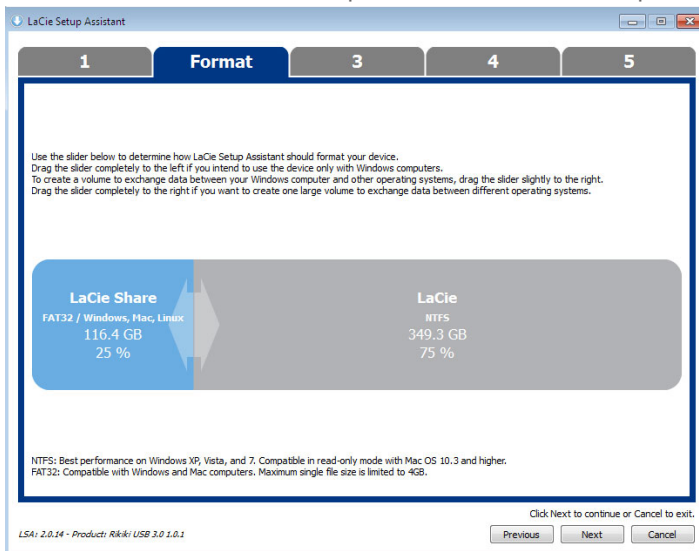 LaCie Setup Assistant
1 Format 3 4 5
Use the slider below to determine how LaCie Setup Assistant should format your device.
Drag the slider completely to the left if you intend to use the device only with Windows computers.
To create a volume to exchange data between your Windows computer and other operating systems, drag the slider slightly to the right.
Drag the slider completely to the right if you want to create one large volume to exchange data between different operating systems.
LaCie Share
FAT32 / Windows, Mac, Linux
116.4 GB
25 %
LaCie
NTFS
349.3 GB
75 %
NTFS: Best performance on Windows XP, Vista, and 7. Compatible in read-only mode with Mac OS 10.3 and higher.
FAT32: Compatible with Windows and Mac computers. Maximum single file size is limited to 4GB.
Click Next to continue or Cancel to exit.
LSA: 2.0.14 - Product: Rikiki USB 3.0 1.0.1
Previous Next Cancel